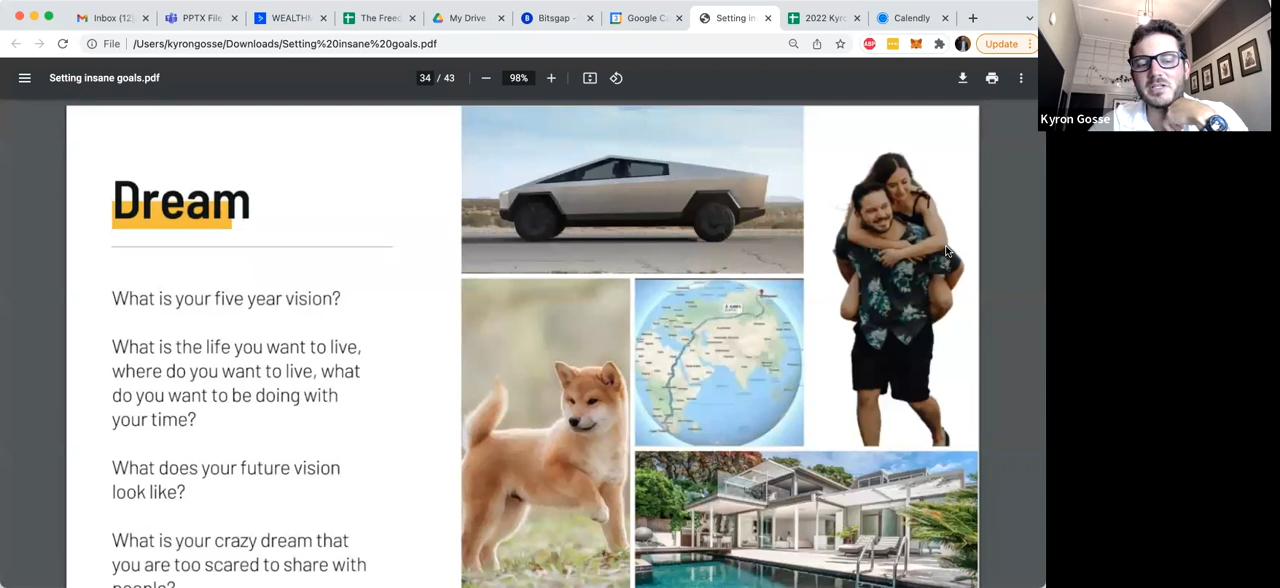 Inbox (12
PPTX File
WEALTHM
The Freed
My Drive
Bitsgap -
Google C
Setting in
2022 Kyr
Calendly
File
/Users/kyrongosse/Downloads/Setting%20insane%20goals.pdf
ABP
Update
Setting insane goals.pdf
34 / 43
98%
Kyron Gosse
Dream
What is your five year vision?
What is the life you want to live,
where do you want to live, what
do you want to be doing with
your time?
What does your future vision
look like?
What is your crazy dream that
you are too scared to share with
people?